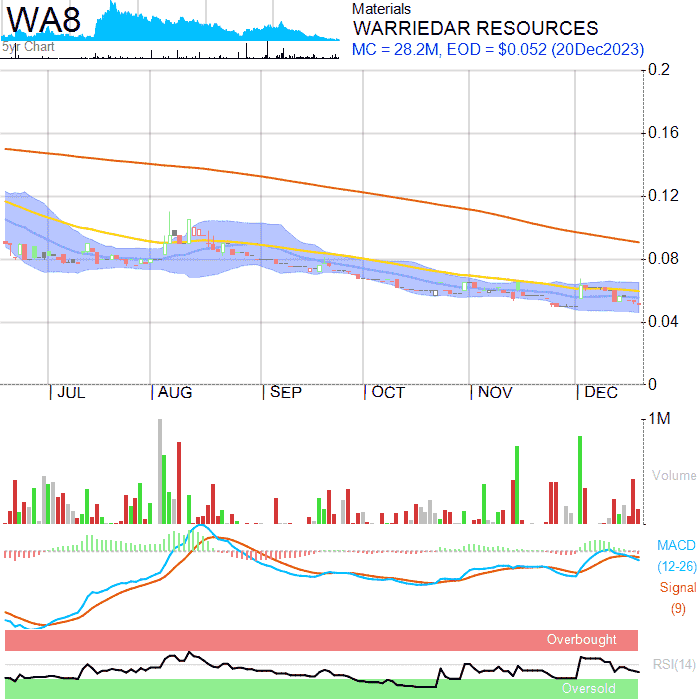 WA8
5yr Chart
Materials
WARRIEDAR RESOURCES
MC = 28.2M, EOD = $0.052 (20Dec2023)
0.2
0.16
0.12
0.08
0.04
0
JUL AUG SEP OCT NOV DEC
1M
Volume
MACD
(12-26)
Signal
(9)
Overbought
RSI(14)
Oversold